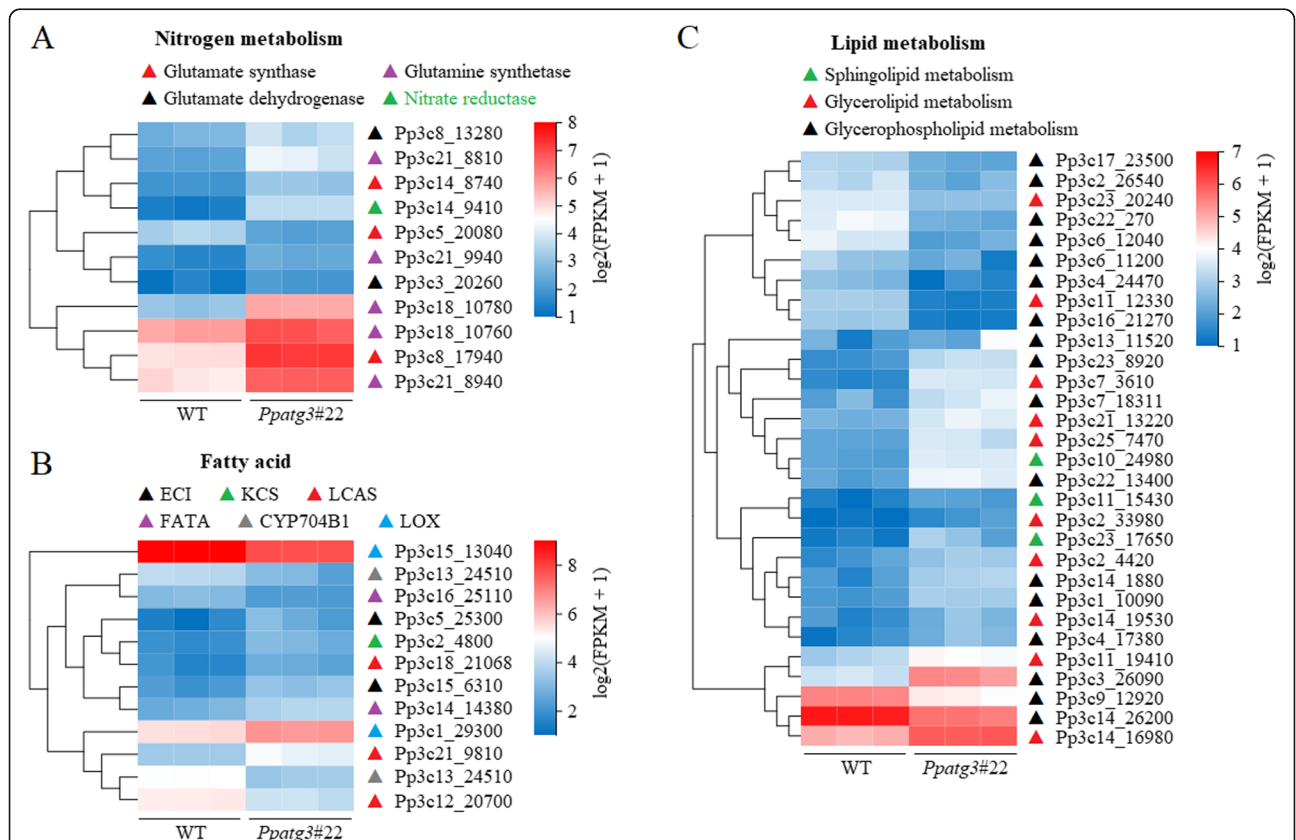 A
Nitrogen metabolism
Glutamate synthase
Glutamine synthetase
Glutamate dehydrogenase
Nitrate reductase
Pp3c8_13280
Pp3c21_8810
Pp3c14_8740
Pp3c14_9410
Pp3c5_20080
Pp3c21_9940
Pp3c3_20260
Pp3c18_10780
Pp3c18_10760
Pp3c8_17940
Pp3c21_8940
8
7
6
5
4
3
2
1
log2(FPKM + 1)
WT
Ppatg3#22
B
Fatty acid
ECI
KCS
LCAS
FATA
CYP704B1
LOX
Pp3c15_13040
Pp3c13_24510
Pp3c16_25110
Pp3c5_25300
Pp3c2_4800
Pp3c18_21068
Pp3c15_6310
Pp3c14_14380
Pp3c1_29300
Pp3c21_9810
Pp3c13_24510
Pp3c12_20700
8
6
4
2
log2(FPKM + 1)
WT
Ppatg3#22
C
Lipid metabolism
Sphingolipid metabolism
Glycerolipid metabolism
Glycerophospholipid metabolism
Pp3c17_23500
Pp3c2_26540
Pp3c23_20240
Pp3c22_270
Pp3c6_12040
Pp3c6_11200
Pp3c4_24470
Pp3c11_12330
Pp3c16_21270
Pp3c13_11520
Pp3c23_8920
Pp3c7_3610
Pp3c7_18311
Pp3c21_13220
Pp3c25_7470
Pp3c10_24980
Pp3c22_13400
Pp3c11_15430
Pp3c2_33980
Pp3c23_17650
Pp3c2_4420
Pp3c14_1880
Pp3c1_10090
Pp3c14_19530
Pp3c4_17380
Pp3c11_19410
Pp3c3_26090
Pp3c9_12920
Pp3c14_26200
Pp3c14_16980
7
6
5
4
3
2
1
log2(FPKM + 1)
WT
Ppatg3#22